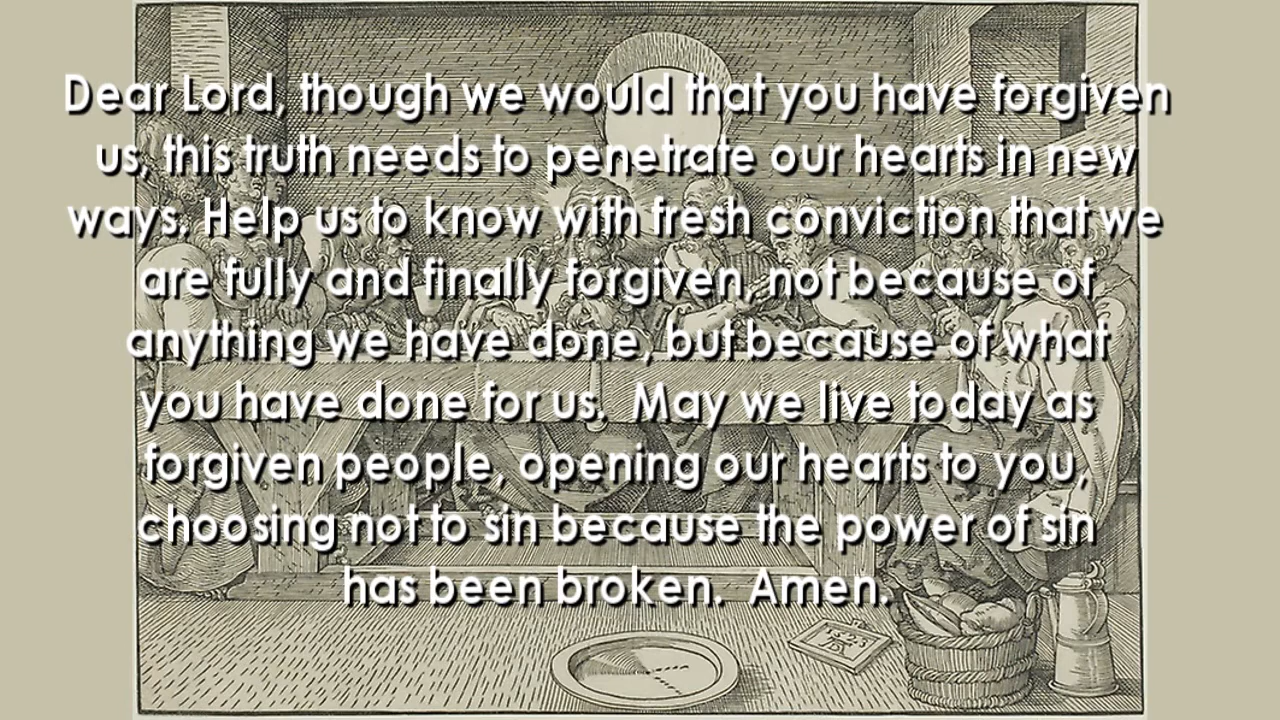 Dear Lord, though we would that you have forgiven
us, this truth needs to penetrate our hearts in new
ways. Help us to know with fresh conviction that we
are fully and finally forgiven, not because of
anything we have done, but because of what
you have done for us.  May we live today as
forgiven people, opening our hearts to you,
choosing not to sin because the power of sin
has been broken.  Amen.
1523